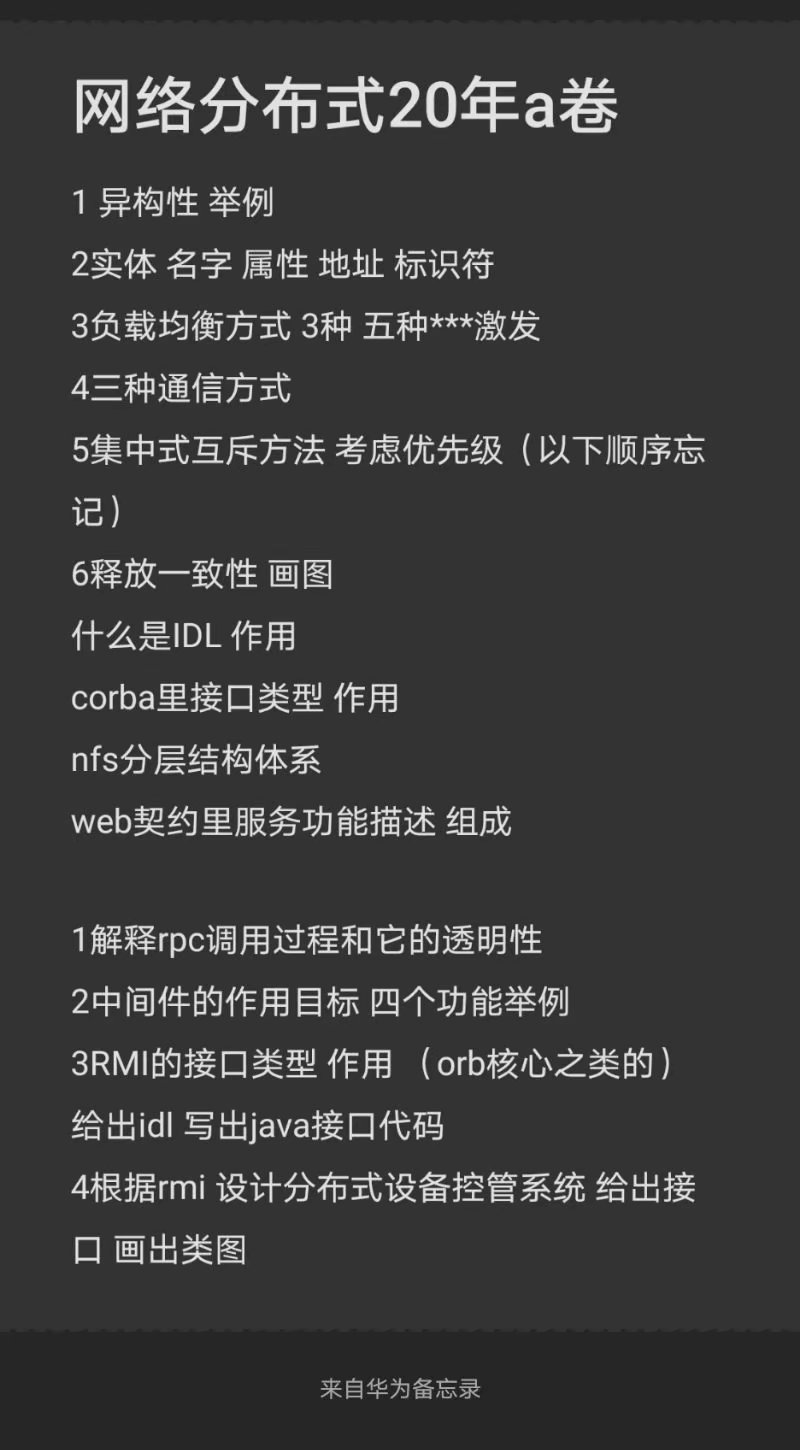 网络分布式20年a卷
1 异构性 举例
2实体 名字 属性 地址 标识符
3负载均衡方式 3种 五种***激发
4三种通信方式
5集中式互斥方法 考虑优先级（以下顺序忘
记）
6释放一致性 画图
什么是IDL 作用
corba里接口类型 作用
nfs分层结构体系
web契约里服务功能描述 组成
1解释rpc调用过程和它的透明性
2中间件的作用目标 四个功能举例
3RMI的接口类型 作用 （orb核心之类的）
给出idl 写出java接口代码
4根据rmi 设计分布式设备控管系统 给出接
口 画出类图
来自华为备忘录